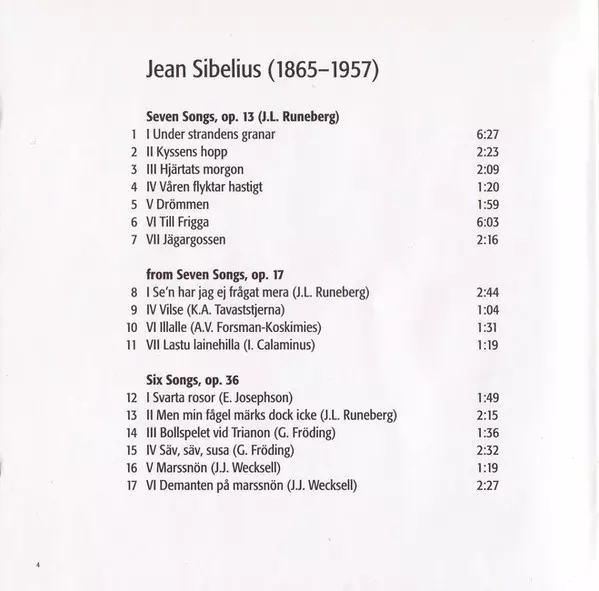 Jean Sibelius (1865–1957)
Seven Songs, op. 13 (J.L. Runeberg)
1 I Under strandens granar 6:27
2 II Kyssens hopp 2:23
3 III Hjärtats morgon 2:09
4 IV Våren flyktar hastigt 1:20
5 V Drömmen 1:59
6 VI Till Frigga 6:03
7 VII Jägargossen 2:16
from Seven Songs, op. 17
8 I Se'n har jag ej frågat mera (J.L. Runeberg) 2:44
9 IV Vilse (K.A. Tavaststjerna) 1:04
10 VI Illalle (A.V. Forsman-Koskimies) 1:31
11 VII Lastu lainehilla (I. Calaminus) 1:19
Six Songs, op. 36
12 I Svarta rosor (E. Josephson) 1:49
13 II Men min fågel märks dock icke (J.L. Runeberg) 2:15
14 III Bollspelet vid Trianon (G. Fröding) 1:36
15 IV Säv, säv, susa (G. Fröding) 2:32
16 V Marssnön (J.J. Wecksell) 1:19
17 VI Demanten på marssnön (J.J. Wecksell) 2:27
4